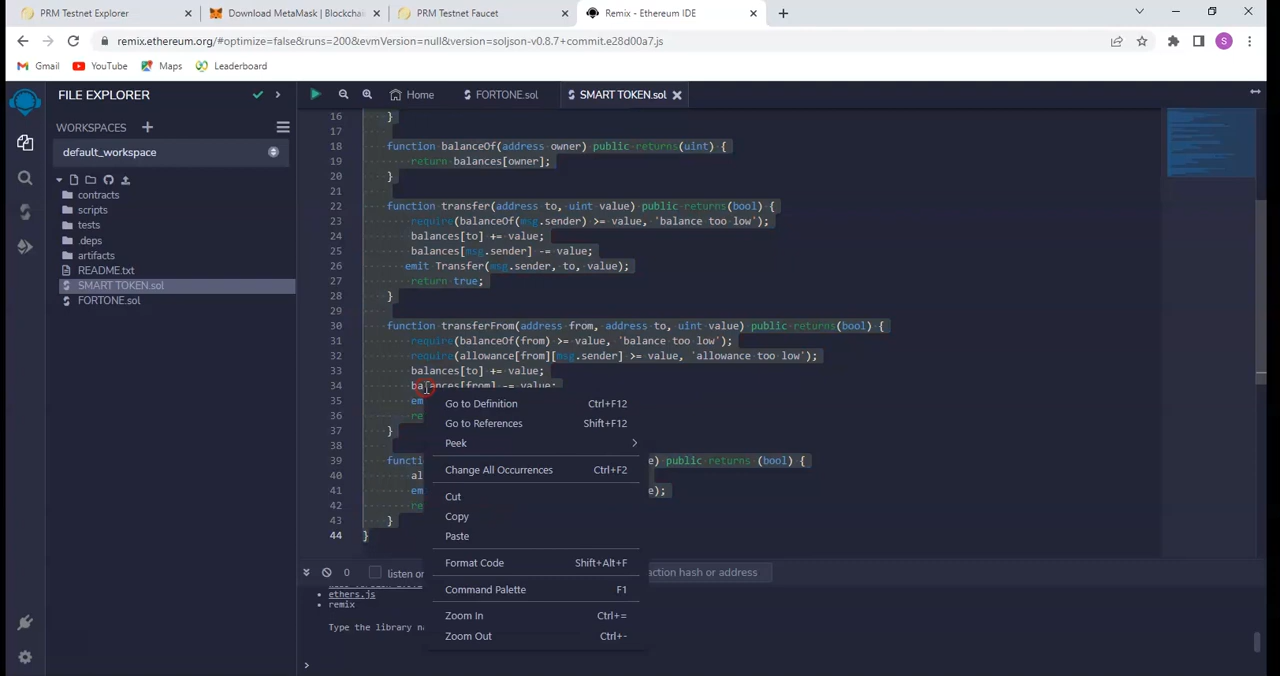 PRM Testnet Explorer
Download MetaMask | Blockchain
PRM Testnet Faucet
Remix - Ethereum IDE
remix.ethereum.org/#optimize=false&runs=200&evmVersion=null&version=soljson-v0.8.7+commit.e28d00a7.js
S
Gmail
YouTube
Maps
Leaderboard
FILE EXPLORER
Home
FORTONE.sol
SMART TOKEN.sol
WORKSPACES
default_workspace
contracts
scripts
tests
.deps
artifacts
README.txt
SMART TOKEN.sol
FORTONE.sol
16 }
17
18 function balanceOf(address owner) public returns(uint) {
19 return balances[owner];
20 }
21
22 function transfer(address to, uint value) public returns(bool) {
23 require(balanceOf(msg.sender) >= value, 'balance too low');
24 balances[to] += value;
25 balances[msg.sender] -= value;
26 emit Transfer(msg.sender, to, value);
27 return true;
28 }
29
30 function transferFrom(address from, address to, uint value) public returns(bool) {
31 require(balanceOf(from) >= value, 'balance too low');
32 require(allowance[from][msg.sender] >= value, 'allowance too low');
33 balances[to] += value;
34 balances[from] -= value;
35 em
36 re
37 }
38
39 functi e) public returns (bool) {
40 al
41 em e);
42 re
43 }
44 }
Go to Definition Ctrl+F12
Go to References Shift+F12
Peek
Change All Occurrences Ctrl+F2
Cut
Copy
Paste
Format Code Shift+Alt+F
Command Palette F1
Zoom In Ctrl+=
Zoom Out Ctrl+-
0 listen on action hash or address
ethers.js
remix
Type the library na
>